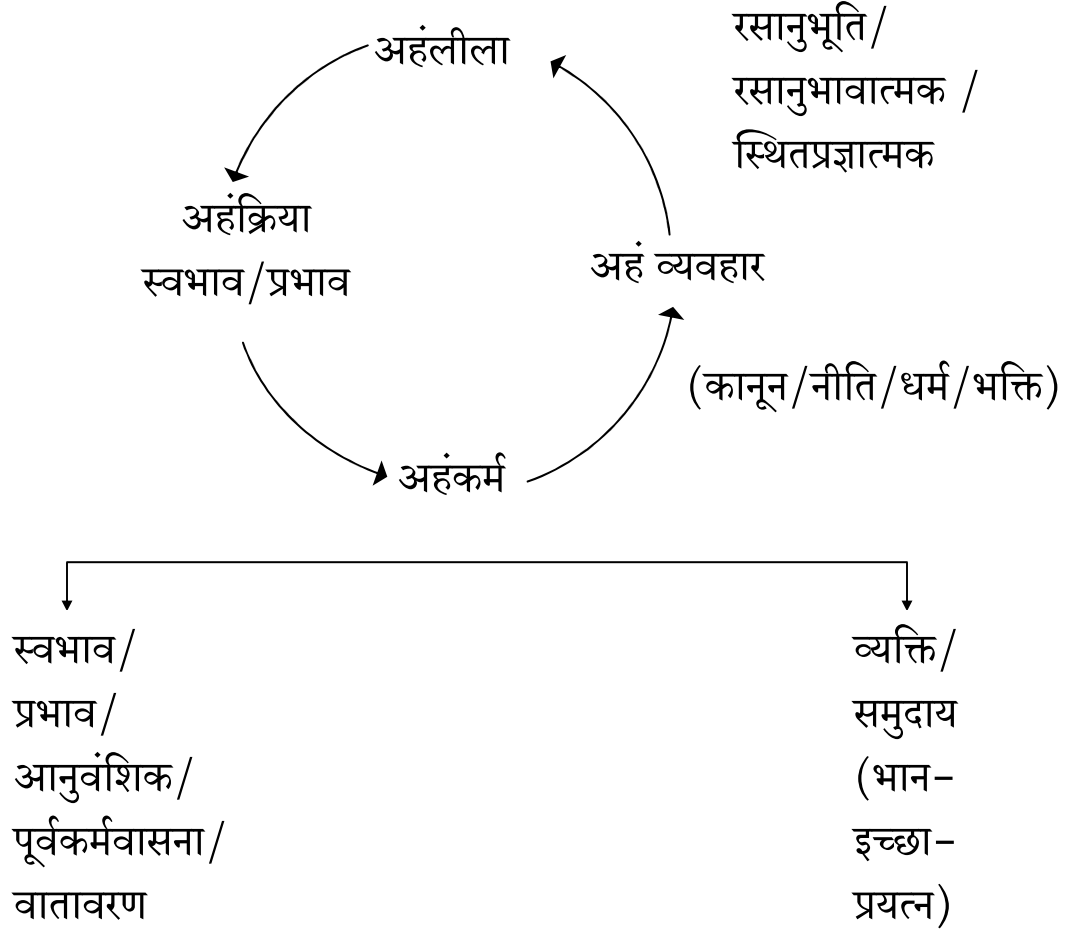 अहंलीला
रसानुभूति/
रसानुभावात्मक /
स्थितप्रज्ञात्मक
अहंक्रिया
स्वभाव/प्रभाव
अहं व्यवहार
(कानून/नीति/धर्म/भक्ति)
अहंकर्म
स्वभाव/
प्रभाव/
आनुवंशिक/
पूर्वकर्मवासना/
वातावरण
व्यक्ति/
समुदाय
(भान-
इच्छा-
प्रयत्न)